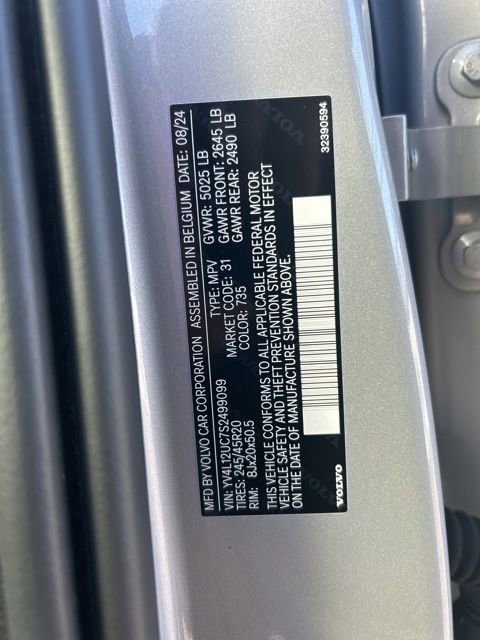 MFD BY VOLVO CAR CORPORATION ASSEMBLED IN BELGIUM DATE: 08/24
VIN: YV4L12UC7S2499099 TYPE: MPV GVWR: 5025 LB
TIRES: 245/45R20 MARKET CODE: 31 GAWR FRONT: 2645 LB
RIM: 8Jx20x50.5 COLOR: 735 GAWR REAR: 2490 LB
THIS VEHICLE CONFORMS TO ALL APPLICABLE FEDERAL MOTOR
VEHICLE SAFETY AND THEFT PREVENTION STANDARDS IN EFFECT
ON THE DATE OF MANUFACTURE SHOWN ABOVE.
VOLVO 32390594